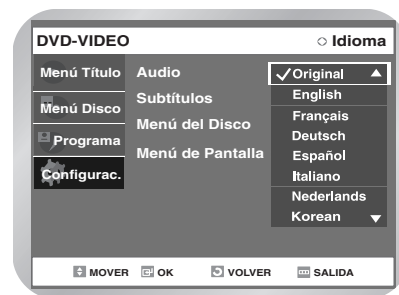 DVD-VIDEO Idioma
Menú Título
Menú Disco
Programa
Configurac.
Audio
Subtítulos
Menú del Disco
Menú de Pantalla
Original
English
Français
Deutsch
Español
Italiano
Nederlands
Korean
MOVER OK VOLVER SALIDA